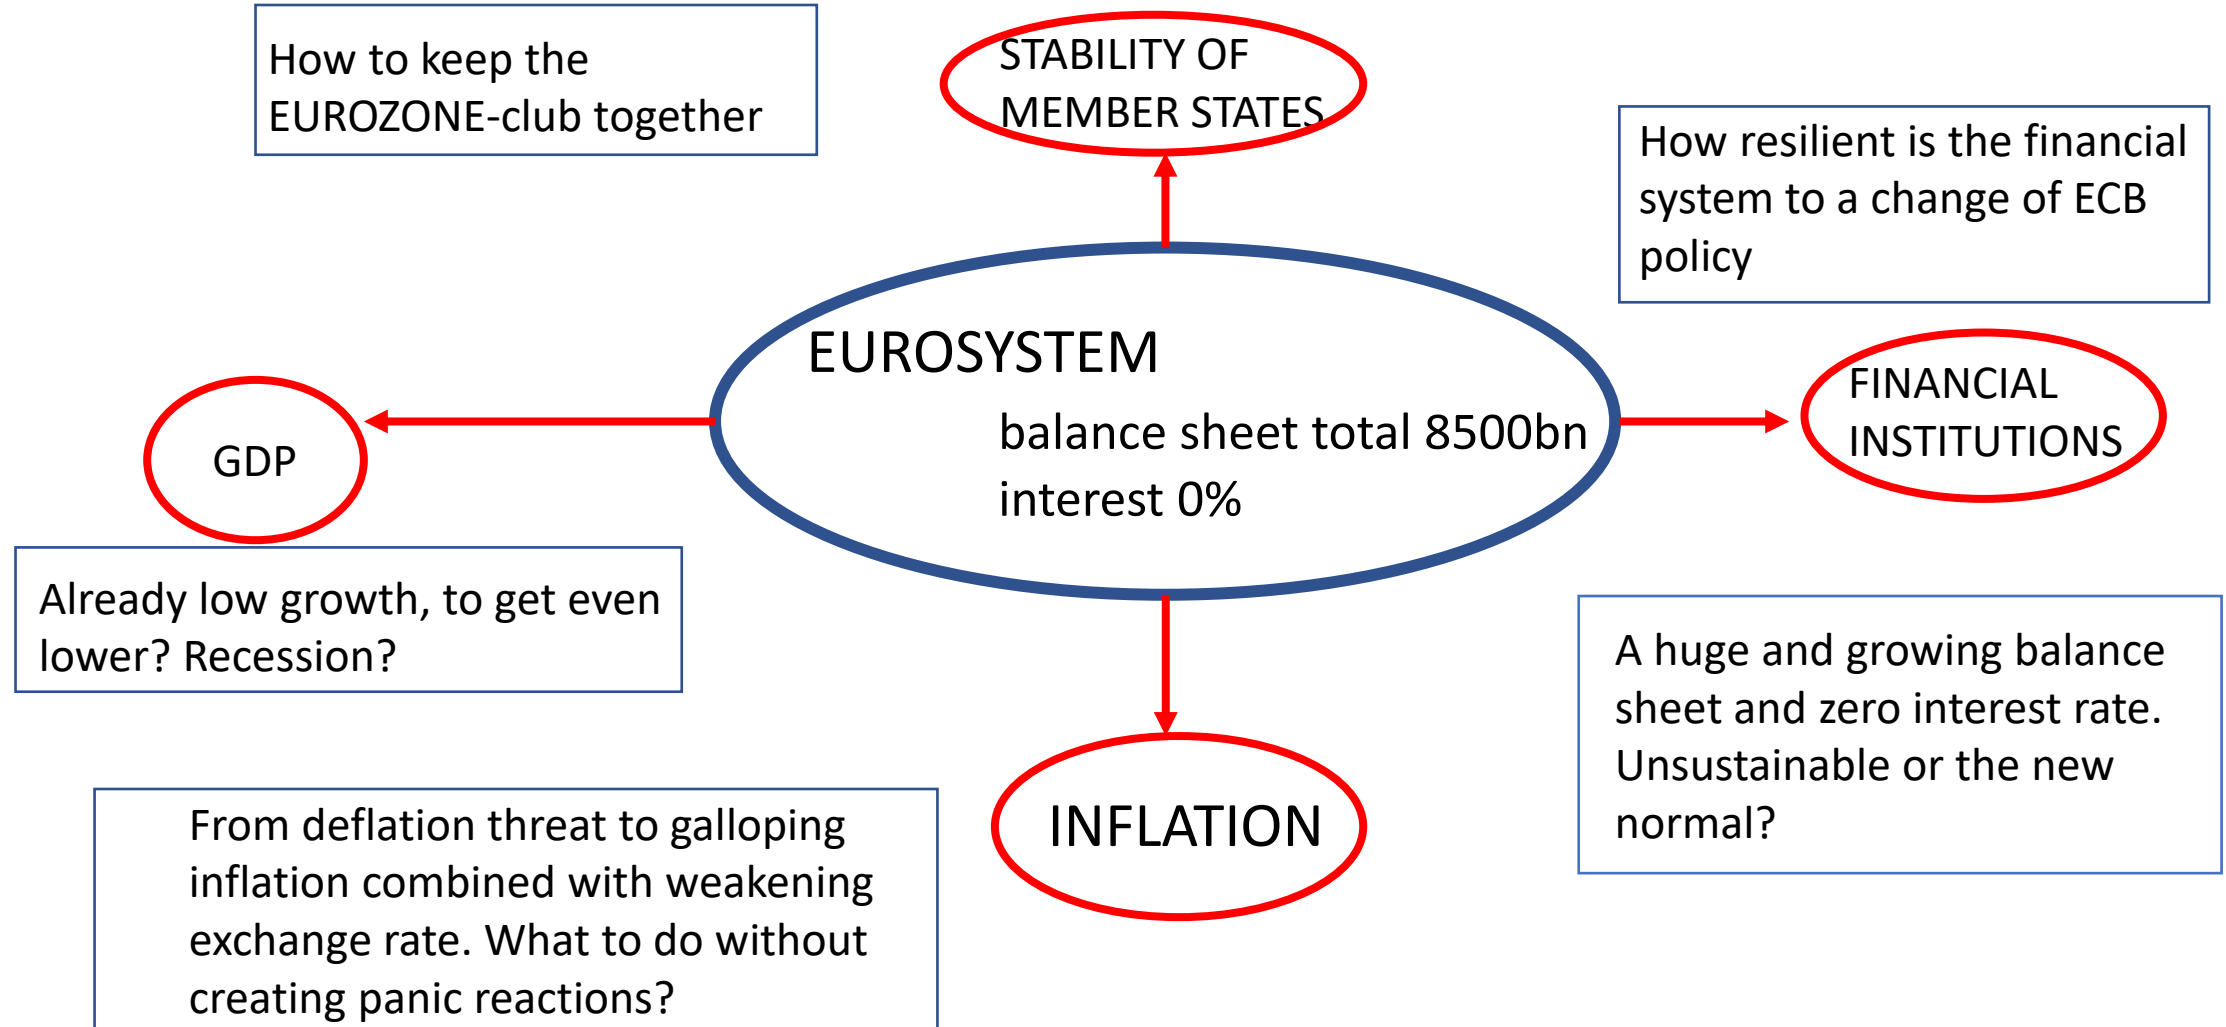 How to keep the
EUROZONE-club together
STABILITY OF
MEMBER STATES
How resilient is the financial
system to a change of ECB
policy
EUROSYSTEM
balance sheet total 8500bn
interest 0%
FINANCIAL
INSTITUTIONS
GDP
Already low growth, to get even
lower? Recession?
A huge and growing balance
sheet and zero interest rate.
Unsustainable or the new
normal?
INFLATION
From deflation threat to galloping
inflation combined with weakening
exchange rate. What to do without
creating panic reactions?